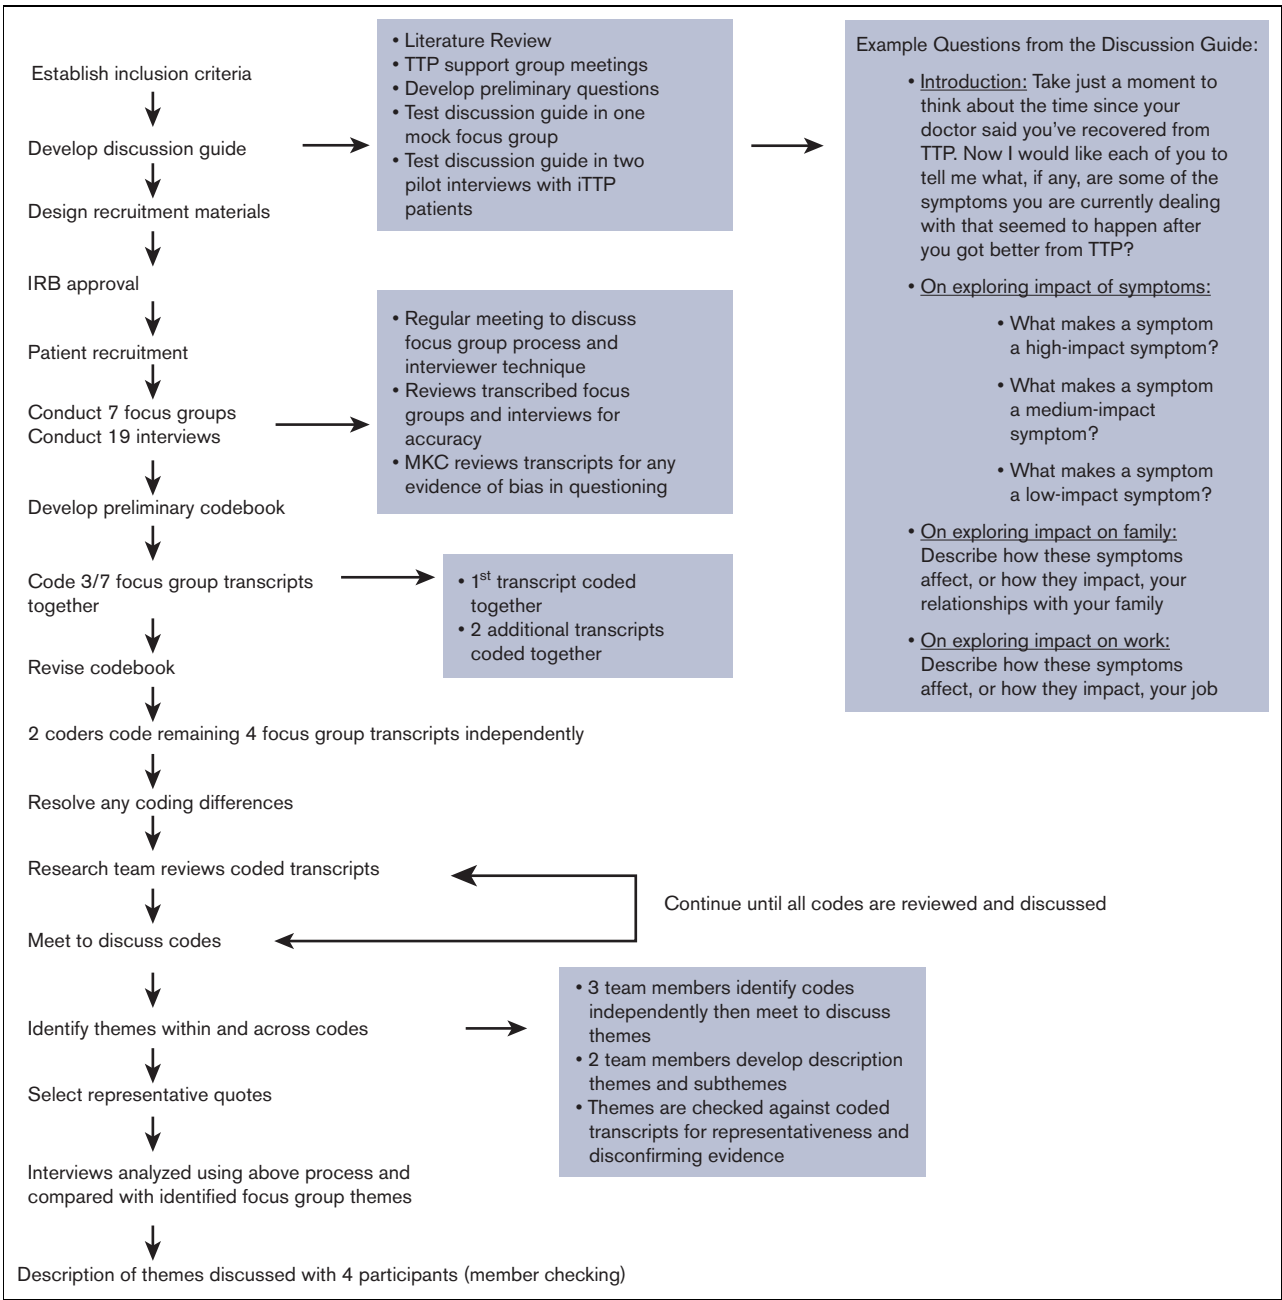 Establish inclusion criteria
Develop discussion guide
• Literature Review
• TTP support group meetings
• Develop preliminary questions
• Test discussion guide in one
mock focus group
• Test discussion guide in two
pilot interviews with iTTP
patients
Example Questions from the Discussion Guide:
• Introduction: Take just a moment to
think about the time since your
doctor said you've recovered from
TTP. Now I would like each of you to
tell me what, if any, are some of the
symptoms you are currently dealing
with that seemed to happen after
you got better from TTP?
• On exploring impact of symptoms:
• What makes a symptom
a high-impact symptom?
• What makes a symptom
a medium-impact
symptom?
• What makes a symptom
a low-impact symptom?
• On exploring impact on family:
Describe how these symptoms
affect, or how they impact, your
relationships with your family
• On exploring impact on work:
Describe how these symptoms
affect, or how they impact, your job
Design recruitment materials
IRB approval
Patient recruitment
Conduct 7 focus groups
Conduct 19 interviews
• Regular meeting to discuss
focus group process and
interviewer technique
• Reviews transcribed focus
groups and interviews for
accuracy
• MKC reviews transcripts for any
evidence of bias in questioning
Develop preliminary codebook
Code 3/7 focus group transcripts
together
• 1st transcript coded
together
• 2 additional transcripts
coded together
Revise codebook
2 coders code remaining 4 focus group transcripts independently
Resolve any coding differences
Research team reviews coded transcripts
Continue until all codes are reviewed and discussed
Meet to discuss codes
Identify themes within and across codes
• 3 team members identify codes
independently then meet to discuss
themes
• 2 team members develop description
themes and subthemes
• Themes are checked against coded
transcripts for representativeness and
disconfirming evidence
Select representative quotes
Interviews analyzed using above process and
compared with identified focus group themes
Description of themes discussed with 4 participants (member checking)